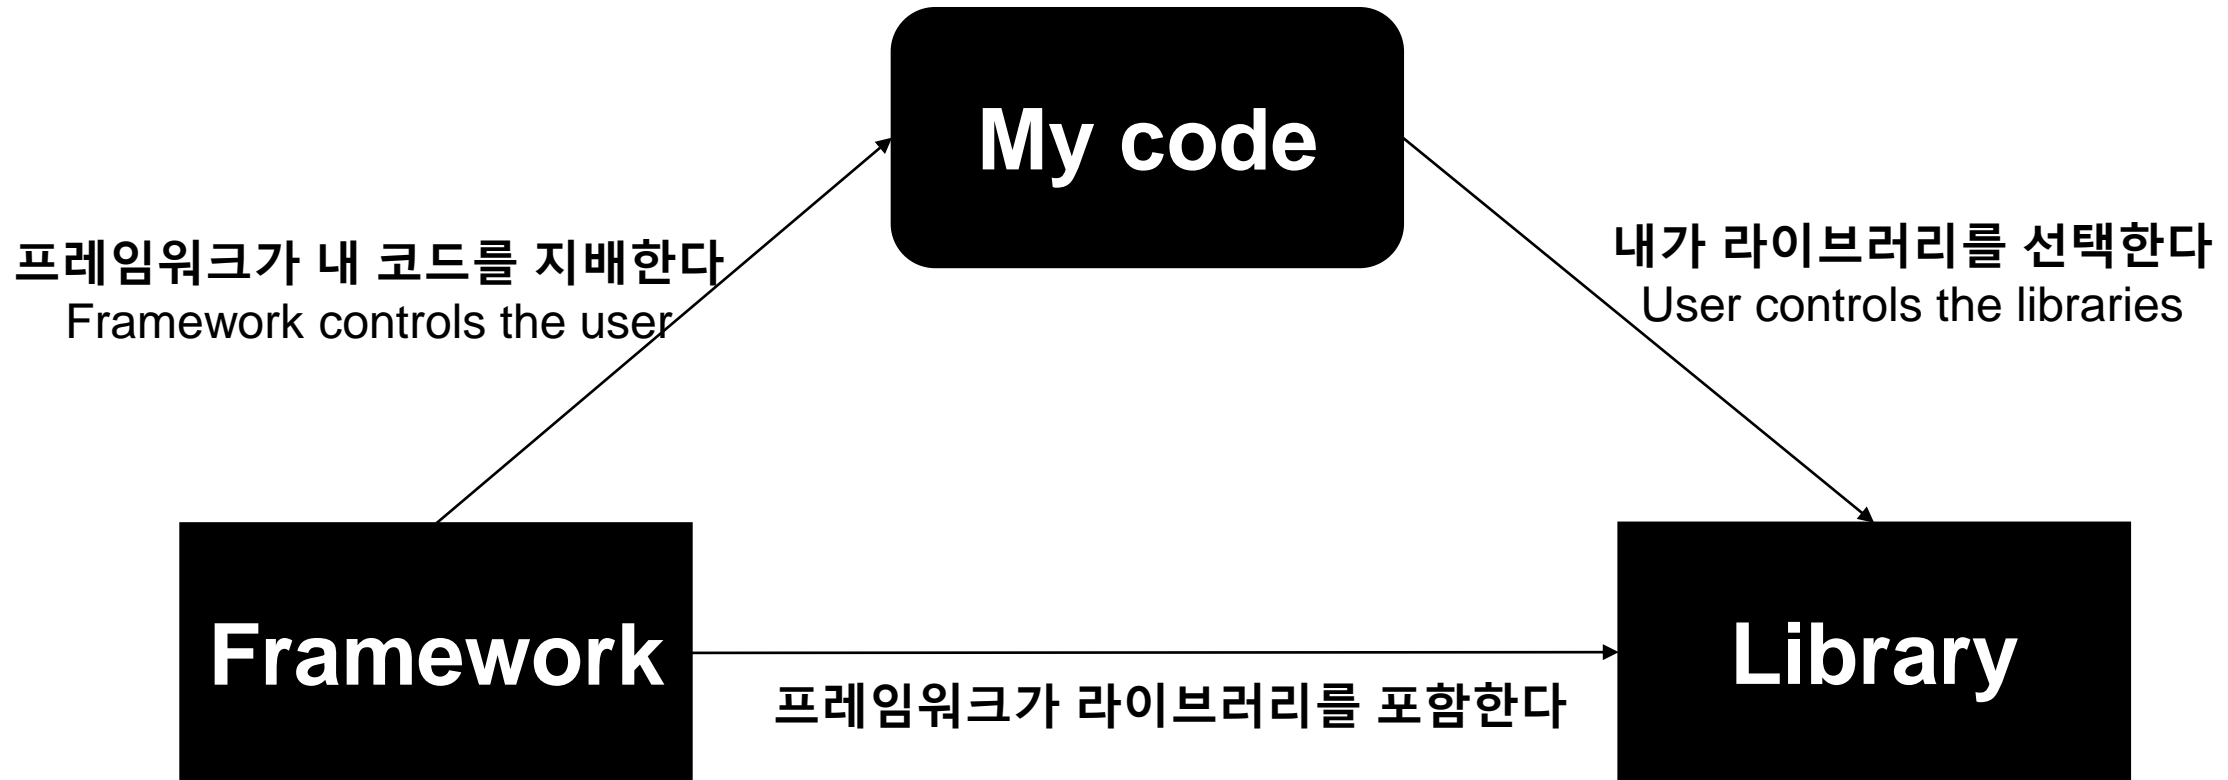 My code
프레임워크가 내 코드를 지배한다
Framework controls the user
내가 라이브러리를 선택한다
User controls the libraries
Framework
Library
프레임워크가 라이브러리를 포함한다